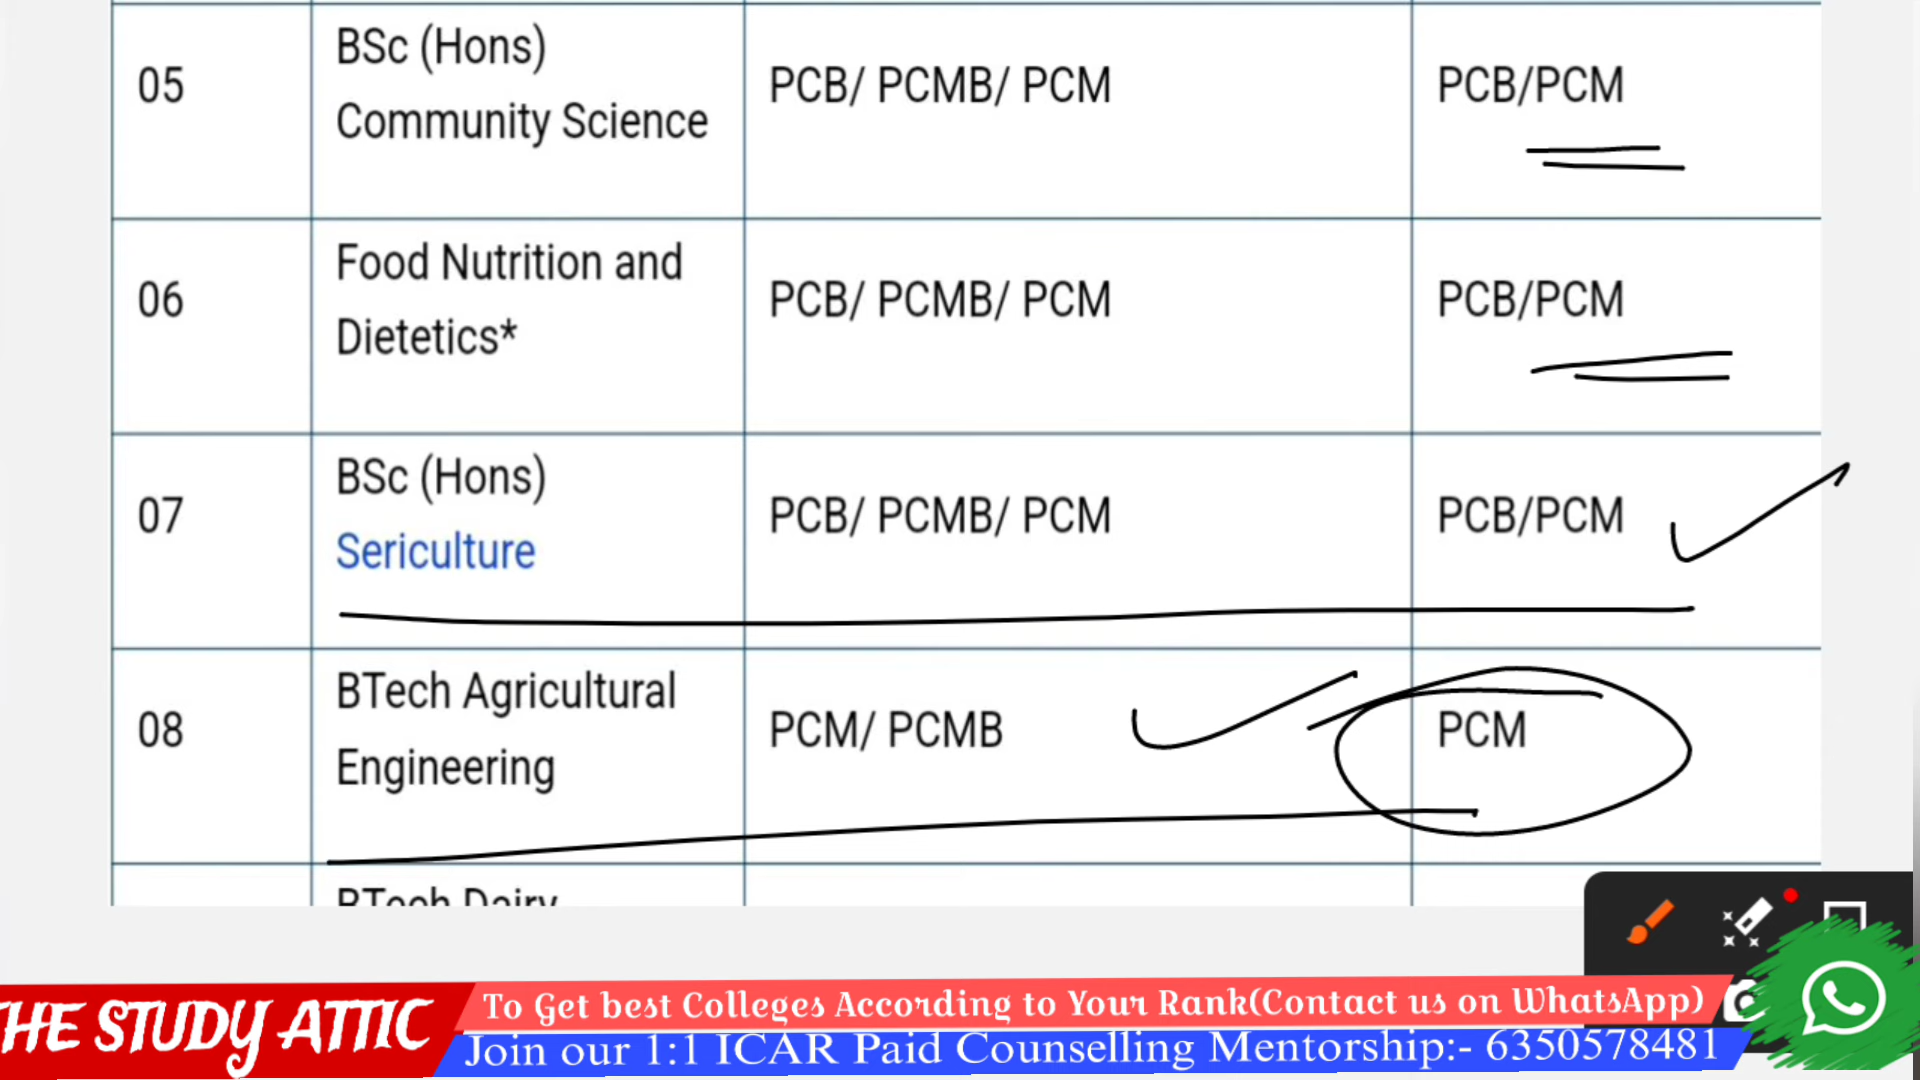 05
BSc (Hons)
Community Science
PCB/ PCMB/ PCM
PCB/PCM
06
Food Nutrition and
Dietetics*
PCB/ PCMB/ PCM
PCB/PCM
07
BSc (Hons)
Sericulture
PCB/ PCMB/ PCM
PCB/PCM
08
BTech Agricultural
Engineering
PCM/ PCMB
PCM
BTech Dairy
HE STUDY ATTIC
To Get best Colleges According to Your Rank(Contact us on WhatsApp)
Join our 1:1 ICAR Paid Counselling Mentorship:- 6350578481